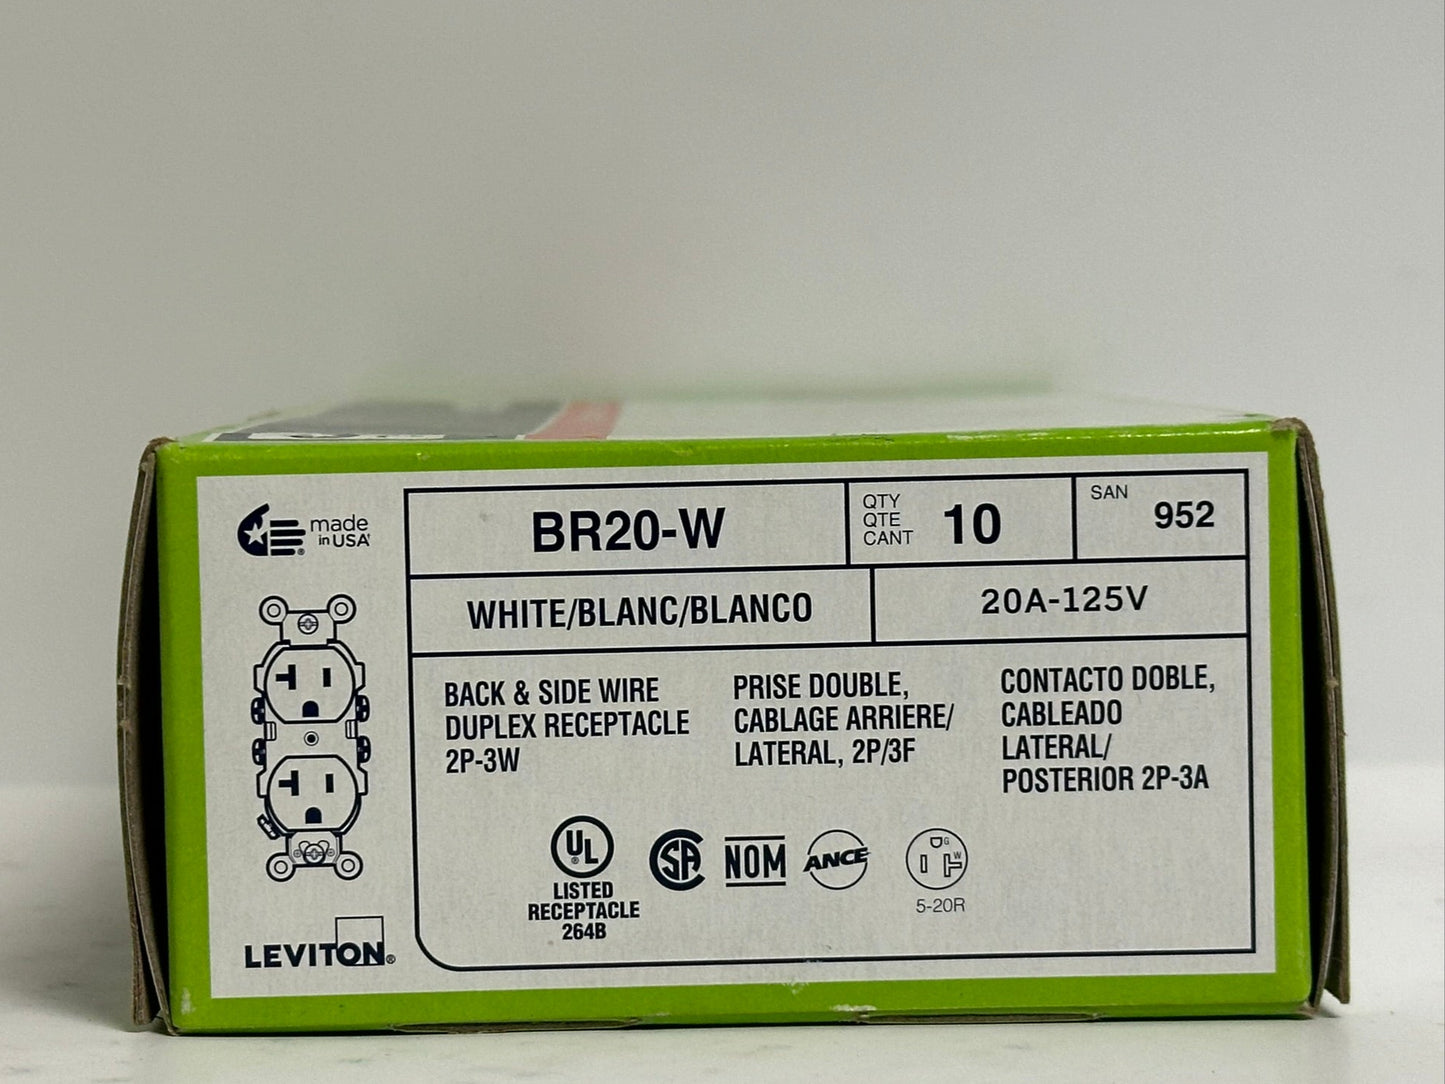 made
in USA
BR20-W
QTY
QTE
CANT
10
SAN
952
WHITE/BLANC/BLANCO
20A-125V
BACK & SIDE WIRE
DUPLEX RECEPTACLE
2P-3W
PRISE DOUBLE,
CABLAGE ARRIERE/
LATERAL, 2P/3F
CONTACTO DOBLE,
CABLEADO
LATERAL/
POSTERIOR 2P-3A
UL
LISTED
RECEPTACLE
264B
SA
NOM
ANCE
G
W
5-20R
LEVITON®